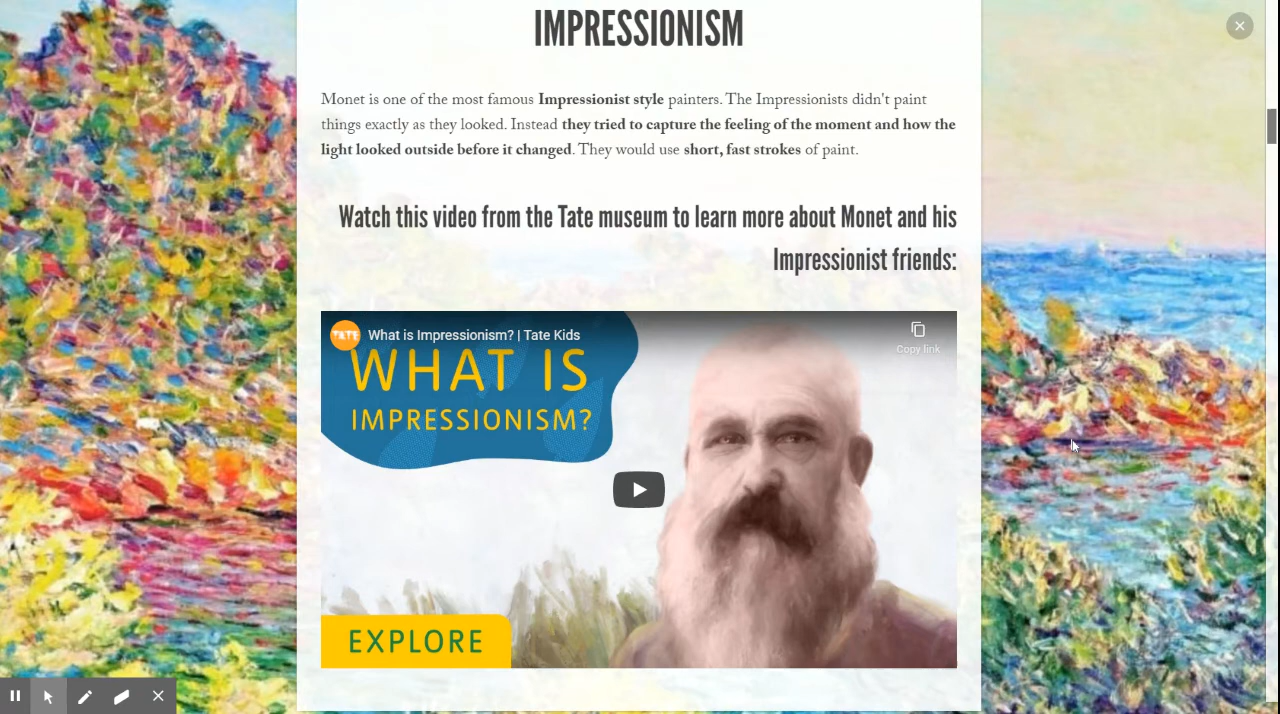 IMPRESSIONISM
Monet is one of the most famous Impressionist style painters. The Impressionists didn't paint
things exactly as they looked. Instead they tried to capture the feeling of the moment and how the
light looked outside before it changed. They would use short, fast strokes of paint.
Watch this video from the Tate museum to learn more about Monet and his
Impressionist friends:
TATE What is Impressionism? | Tate Kids
Copy link
WHAT IS
IMPRESSIONISM?
EXPLORE